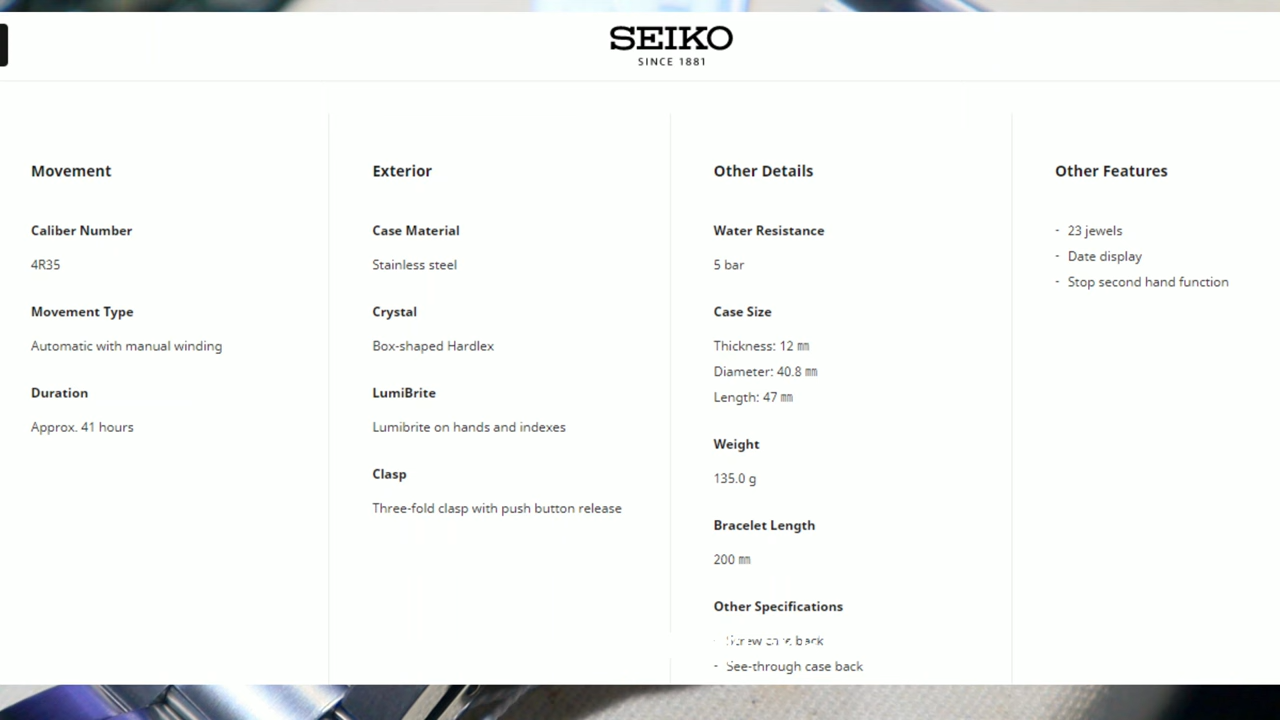 SEIKO
SINCE 1881
Movement
Caliber Number
4R35
Movement Type
Automatic with manual winding
Duration
Approx. 41 hours
Exterior
Case Material
Stainless steel
Crystal
Box-shaped Hardlex
LumiBrite
Lumibrite on hands and indexes
Clasp
Three-fold clasp with push button release
Other Details
Water Resistance
5 bar
Case Size
Thickness: 12 ㎜
Diameter: 40.8 ㎜
Length: 47 ㎜
Weight
135.0 g
Bracelet Length
200 ㎜
Other Specifications
- Screw case back
- See-through case back
Other Features
- 23 jewels
- Date display
- Stop second hand function